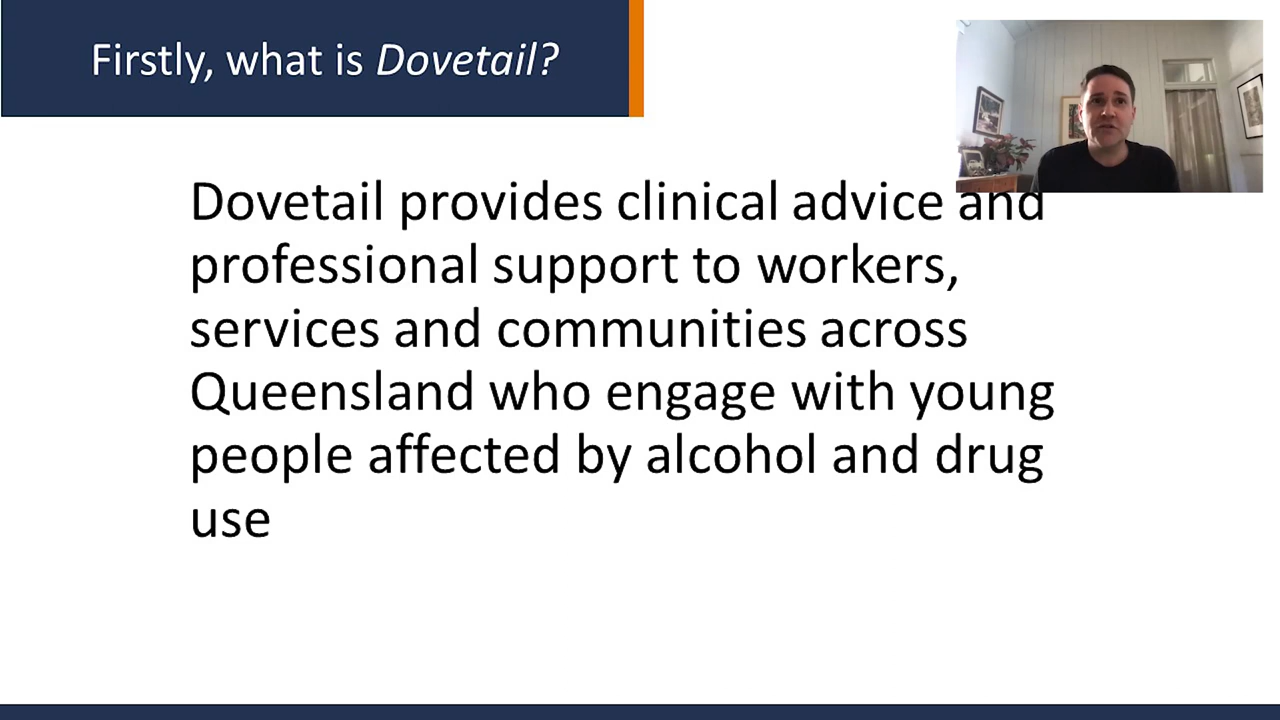 Firstly, what is Dovetail?
Dovetail provides clinical advice and
professional support to workers,
services and communities across
Queensland who engage with young
people affected by alcohol and drug
use